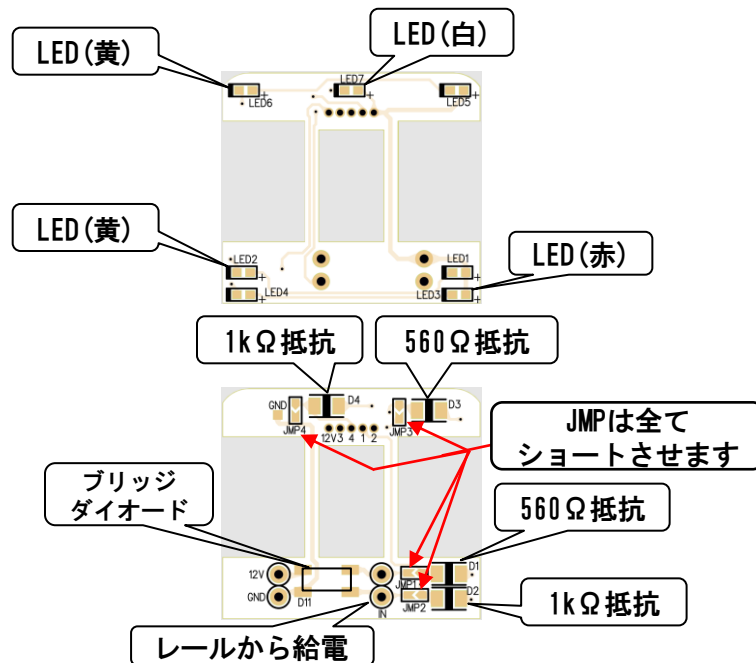 LED(黄)
LED(白)
LED7
LED6
LED5
+
+
+
LED(黄)
LED(赤)
LED2
LED1
LED4
LED3
+
+
+
+
1kΩ抵抗
560Ω抵抗
GND
D4
D3
JMP4
JMP3
12V 3 4 1 2
JMPは全て
ショートさせます
ブリッジ
ダイオード
560Ω抵抗
12V
GND
D11
IN
JMP1
JMP2
D1
D2
1kΩ抵抗
レールから給電